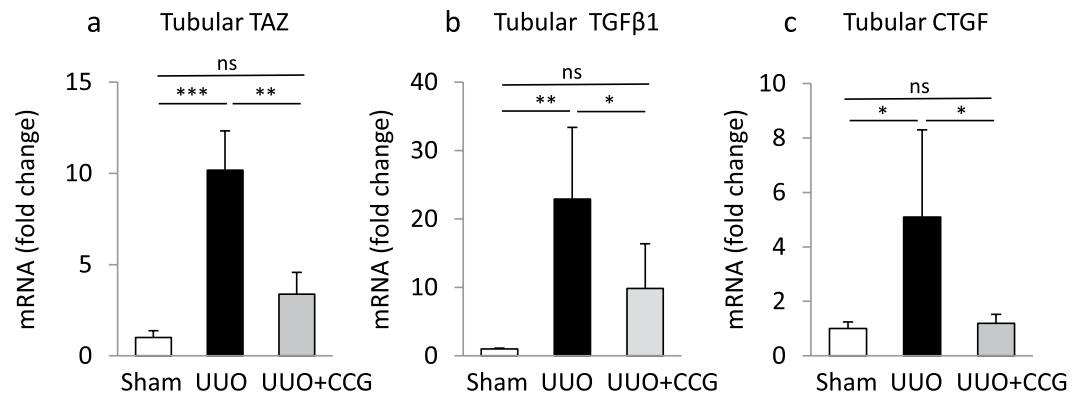 a Tubular TAZ
mRNA (fold change)
15
10
5
0
ns
*** **
Sham UUO UUO+CCG
b Tubular TGFβ1
mRNA (fold change)
40
30
20
10
0
ns
** *
Sham UUO UUO+CCG
c Tubular CTGF
mRNA (fold change)
10
8
6
4
2
0
ns
* *
Sham UUO UUO+CCG